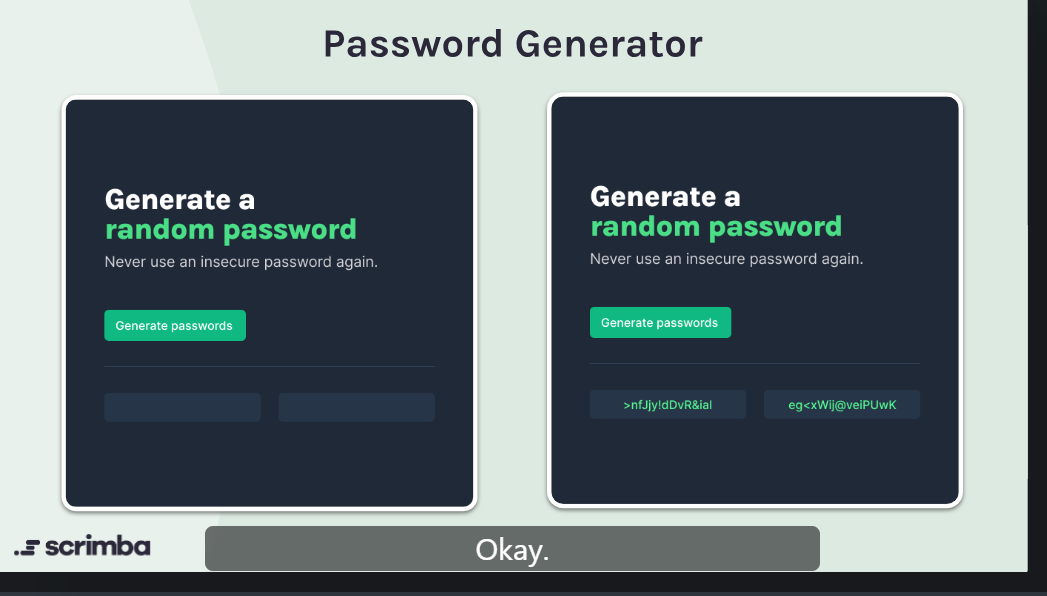 Password Generator
Generate a
random password
Never use an insecure password again.
Generate passwords
Generate a
random password
Never use an insecure password again.
Generate passwords
>nfJjy!dDvR&ial
eg<xWij@veiPUwK
scrimba
Okay.